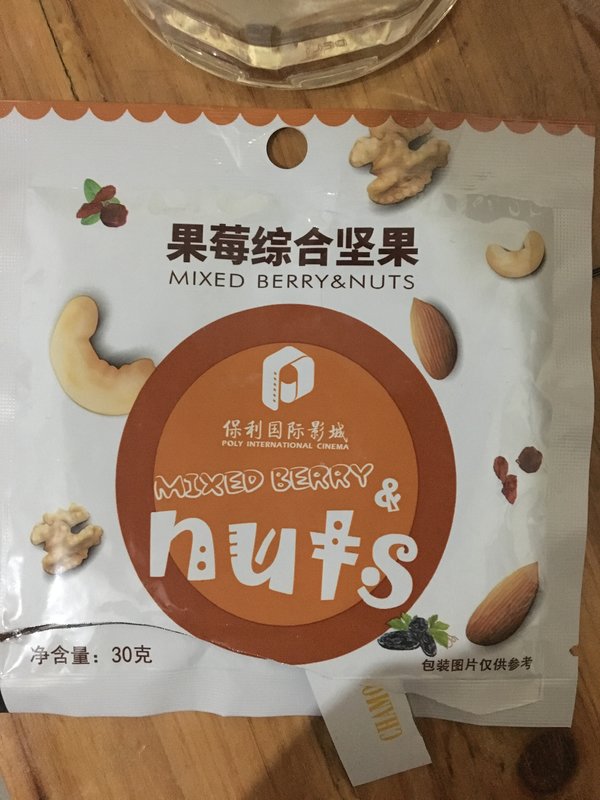 果莓综合坚果
MIXED BERRY&NUTS
保利国际影城
POLY INTERNATIONAL CINEMA
MIXED BERRY
&
nuts
净含量：30克
包装图片仅供参考